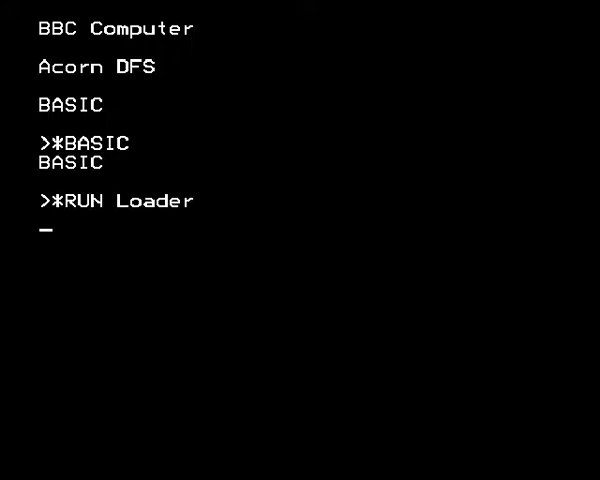 BBC Computer
Acorn DFS
BASIC
>*BASIC
BASIC
>*RUN Loader
_